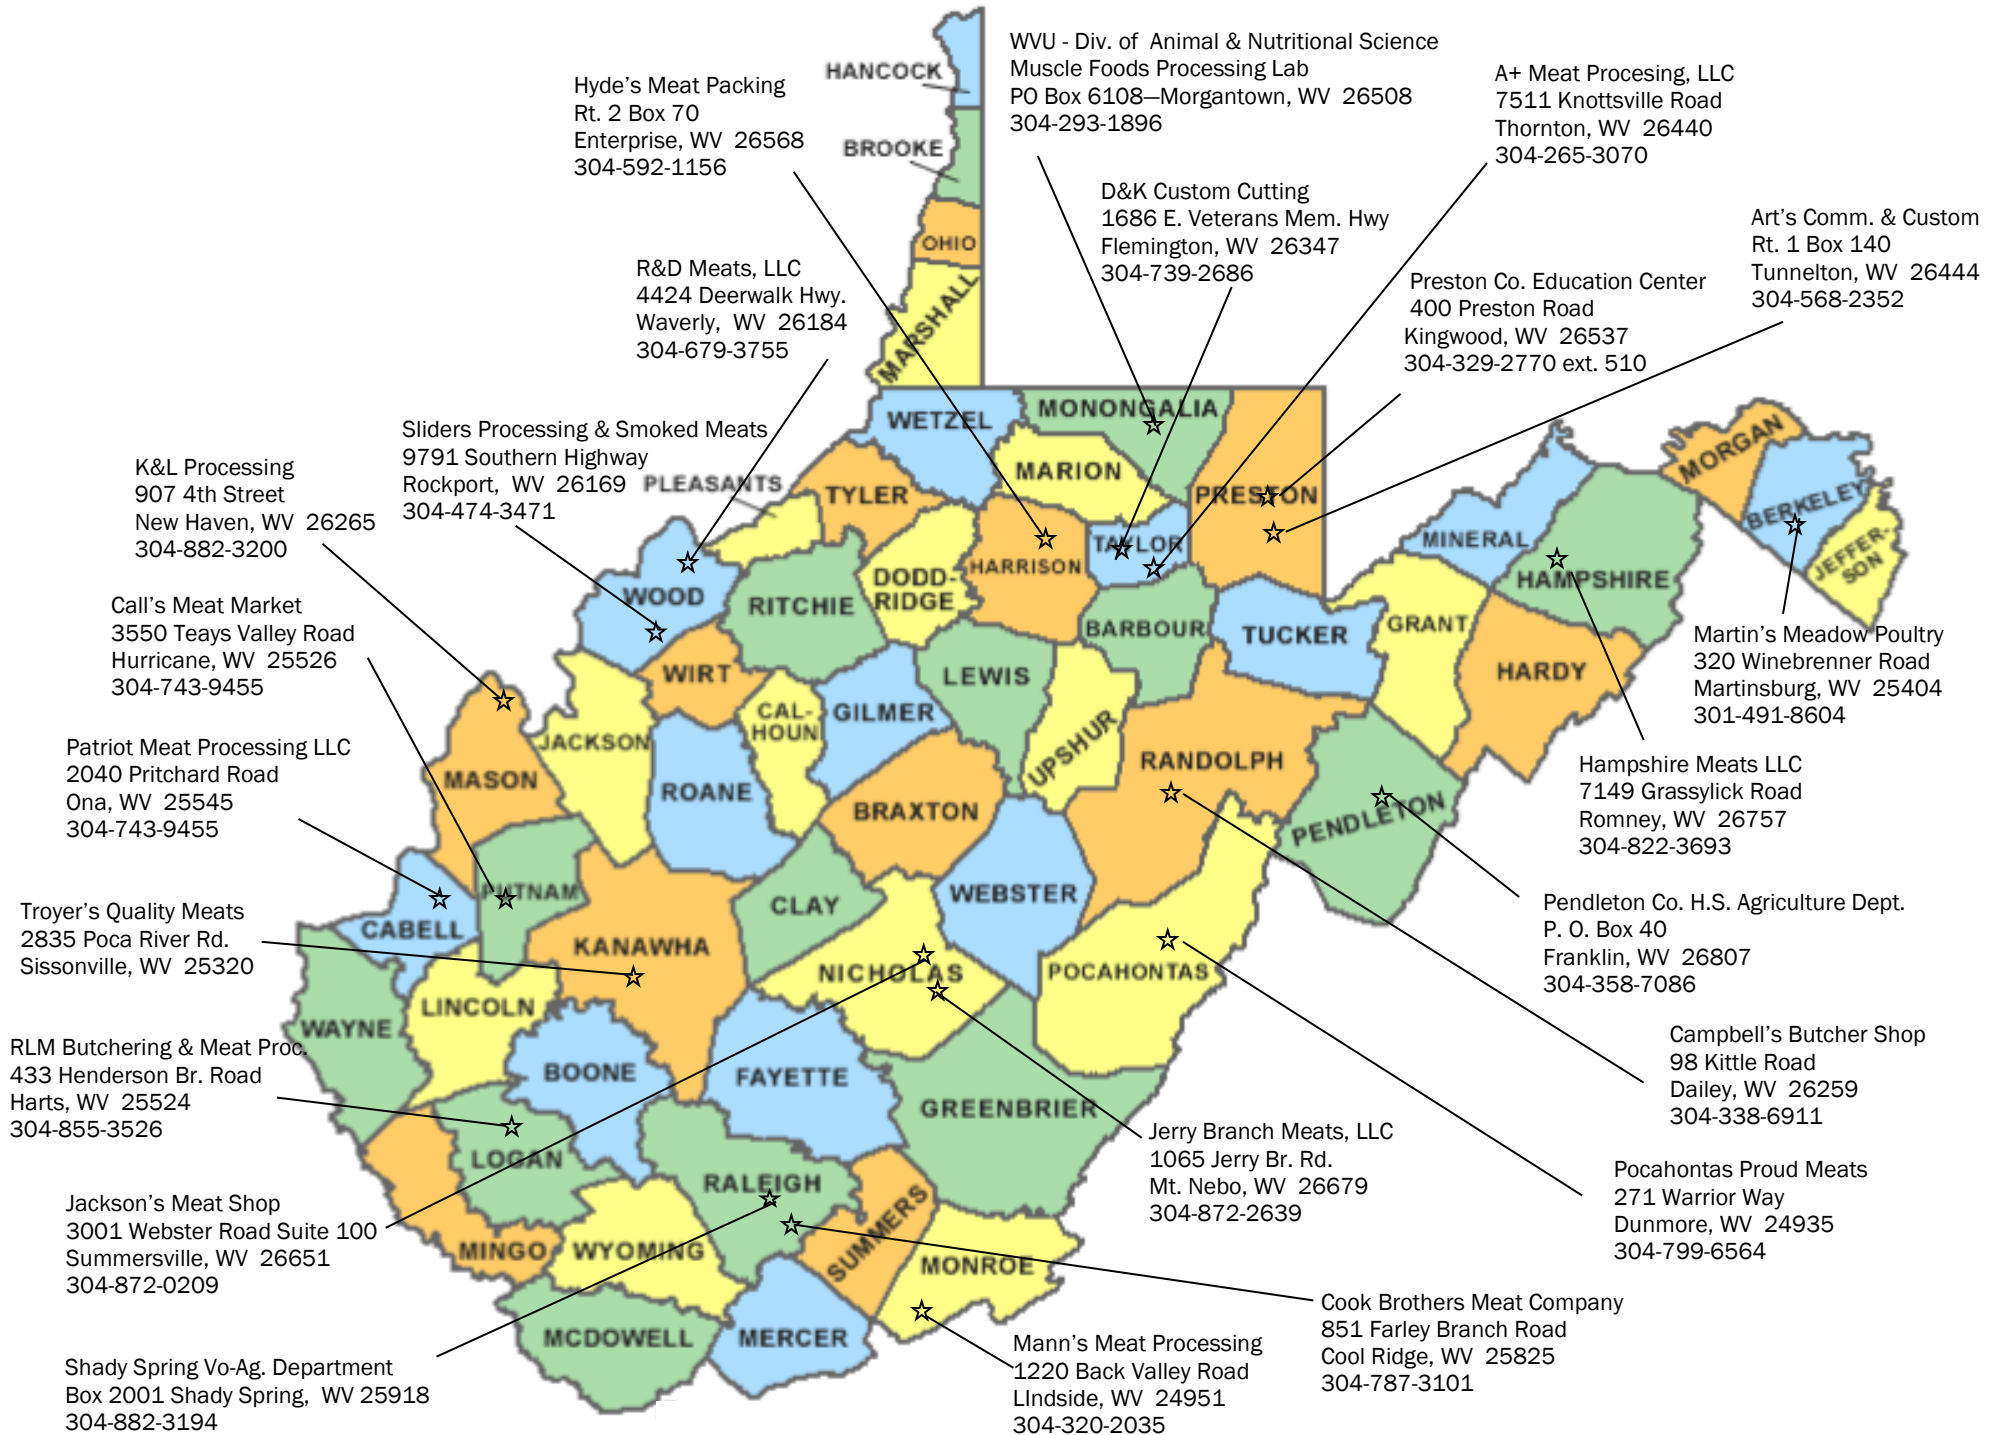 WVU - Div. of Animal & Nutritional Science
Muscle Foods Processing Lab
PO Box 6108—Morgantown, WV 26508
304-293-1896
Hyde's Meat Packing
Rt. 2 Box 70
Enterprise, WV 26568
304-592-1156
A+ Meat Procesing, LLC
7511 Knottsville Road
Thornton, WV 26440
304-265-3070
D&K Custom Cutting
1686 E. Veterans Mem. Hwy
Flemington, WV 26347
304-739-2686
Art's Comm. & Custom
Rt. 1 Box 140
Tunnelton, WV 26444
304-568-2352
R&D Meats, LLC
4424 Deerwalk Hwy.
Waverly, WV 26184
304-679-3755
Preston Co. Education Center
400 Preston Road
Kingwood, WV 26537
304-329-2770 ext. 510
Sliders Processing & Smoked Meats
9791 Southern Highway
Rockport, WV 26169
304-474-3471
K&L Processing
907 4th Street
New Haven, WV 26265
304-882-3200
Call's Meat Market
3550 Teays Valley Road
Hurricane, WV 25526
304-743-9455
Patriot Meat Processing LLC
2040 Pritchard Road
Ona, WV 25545
304-743-9455
Troyer's Quality Meats
2835 Poca River Rd.
Sissonville, WV 25320
RLM Butchering & Meat Proc.
433 Henderson Br. Road
Harts, WV 25524
304-855-3526
Jackson's Meat Shop
3001 Webster Road Suite 100
Summersville, WV 26651
304-872-0209
Shady Spring Vo-Ag. Department
Box 2001 Shady Spring, WV 25918
304-882-3194
Martin's Meadow Poultry
320 Winebrenner Road
Martinsburg, WV 25404
301-491-8604
Hampshire Meats LLC
7149 Grassylick Road
Romney, WV 26757
304-822-3693
Pendleton Co. H.S. Agriculture Dept.
P. O. Box 40
Franklin, WV 26807
304-358-7086
Campbell's Butcher Shop
98 Kittle Road
Dailey, WV 26259
304-338-6911
Jerry Branch Meats, LLC
1065 Jerry Br. Rd.
Mt. Nebo, WV 26679
304-872-2639
Pocahontas Proud Meats
271 Warrior Way
Dunmore, WV 24935
304-799-6564
Cook Brothers Meat Company
851 Farley Branch Road
Cool Ridge, WV 25825
304-787-3101
Mann's Meat Processing
1220 Back Valley Road
LIndside, WV 24951
304-320-2035
HANCOCK
BROOKE
OHIO
MARSHALL
WETZEL
MONONGALIA
MARION
PRESTON
PLEASANTS
TYLER
TAYLOR
HARRISON
DODD-
RIDGE
WOOD
RITCHIE
BARBOUR
TUCKER
GRANT
MINERAL
HAMPSHIRE
MORGAN
BERKELEY
JEFFER-
SON
HARDY
WIRT
LEWIS
GILMER
CAL-
HOUN
UPSHUR
RANDOLPH
JACKSON
MASON
ROANE
BRAXTON
PENDLETON
PUTNAM
CLAY
WEBSTER
CABELL
KANAWHA
NICHOLAS
POCAHONTAS
LINCOLN
WAYNE
BOONE
FAYETTE
GREENBRIER
LOGAN
RALEIGH
SUMMERS
MINGO
WYOMING
MONROE
MCDOWELL
MERCER